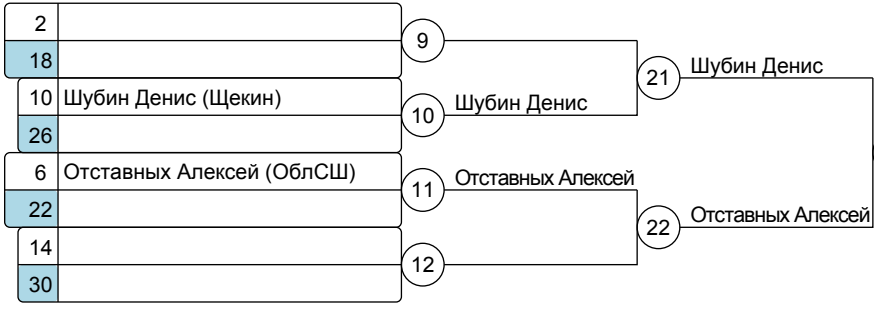 2
9
18
21 Шубин Денис
10 Шубин Денис (Щекин)
10 Шубин Денис
26
6 Отставных Алексей (ОблСШ)
11 Отставных Алексей
22
22 Отставных Алексей
14
12
30